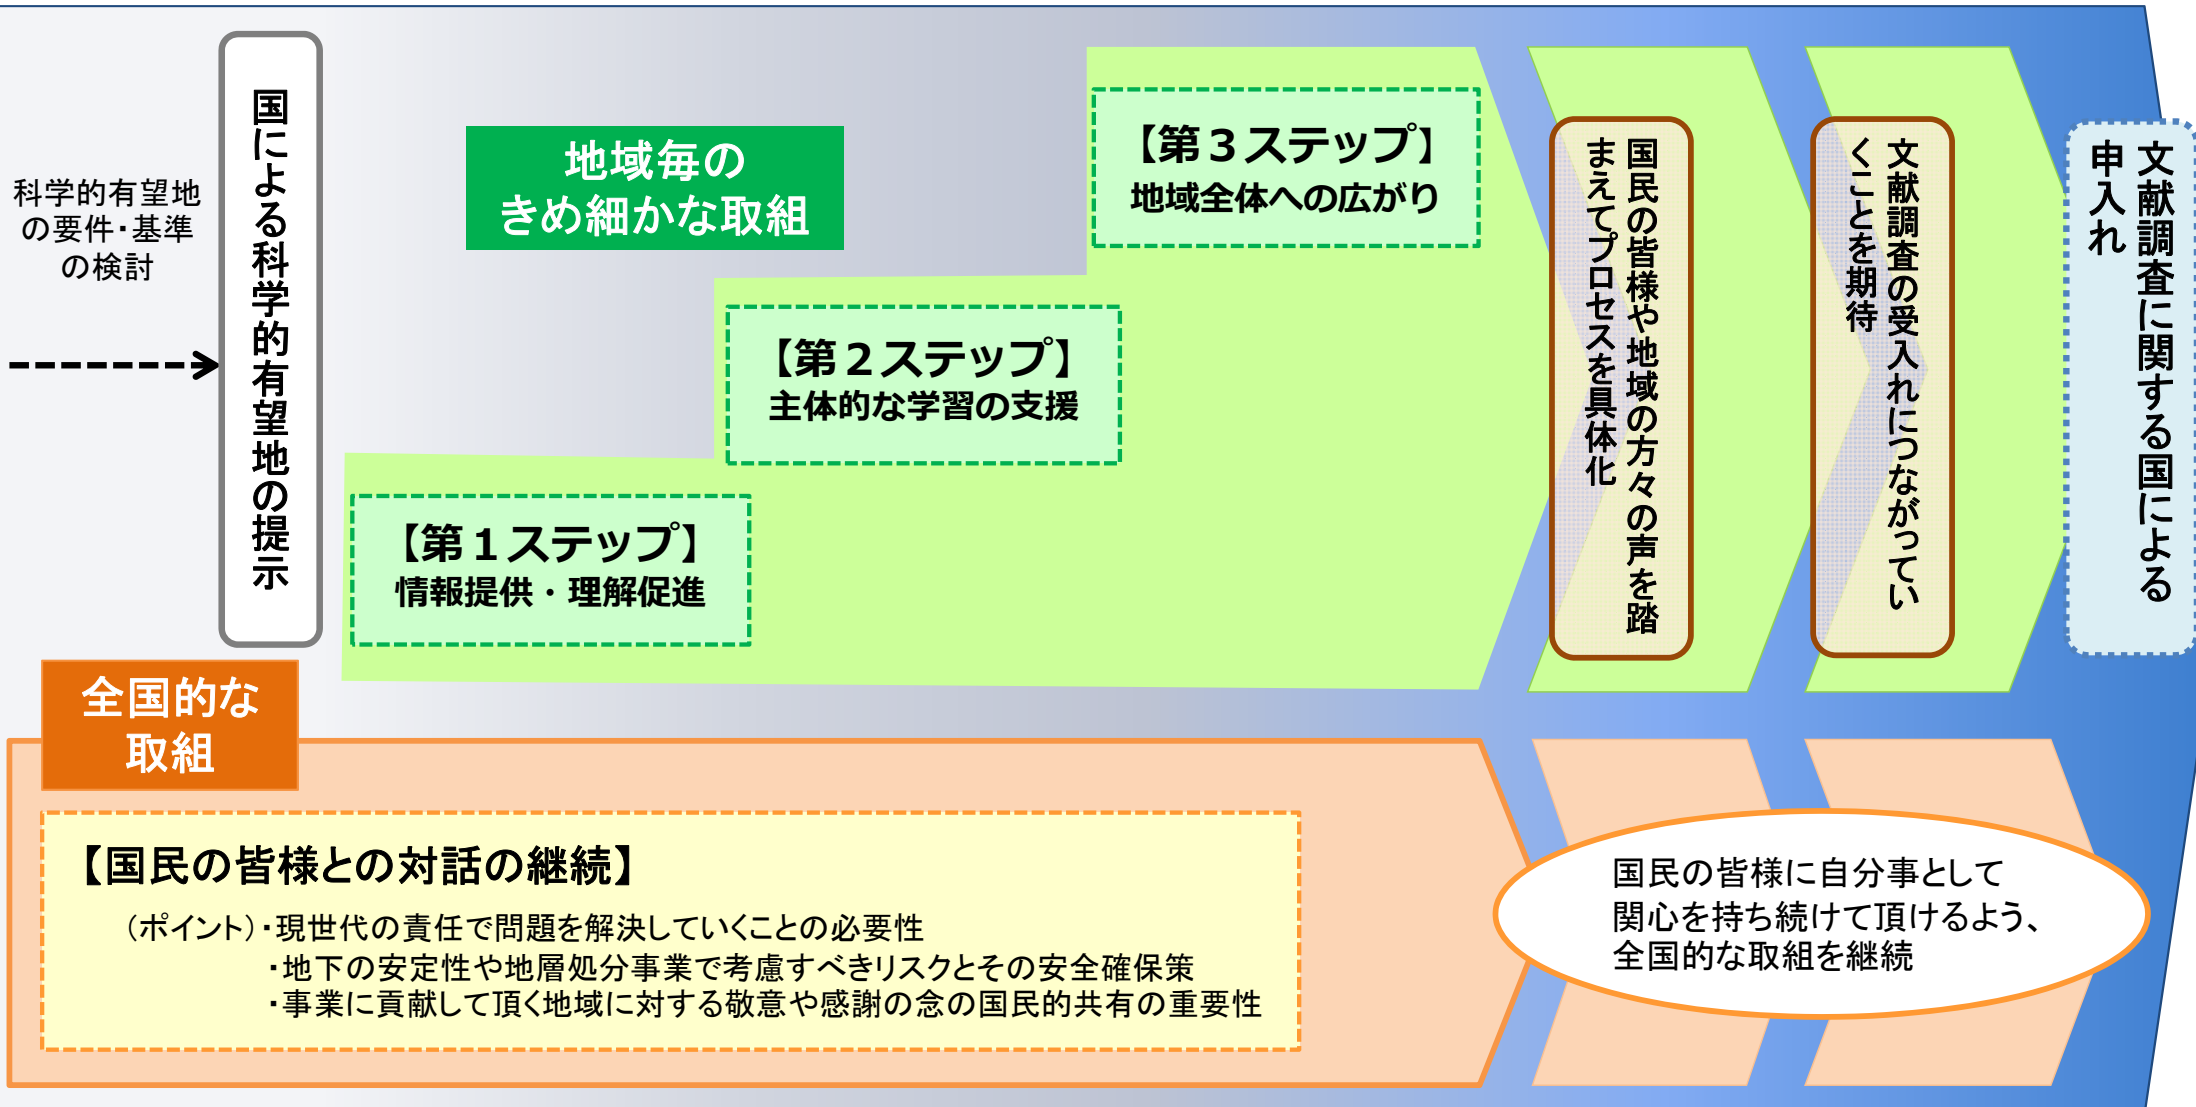 科学的有望地
の要件・基準
の検討
国による科学的有望地の提示
地域毎の
きめ細かな取組
【第１ステップ】
情報提供・理解促進
【第２ステップ】
主体的な学習の支援
【第３ステップ】
地域全体への広がり
国民の皆様や地域の方々の声を踏
まえてプロセスを具体化
文献調査の受入れにつながってい
くことを期待
文献調査に関する国による
申入れ
全国的な
取組
【国民の皆様との対話の継続】
（ポイント）・現世代の責任で問題を解決していくことの必要性
・地下の安定性や地層処分事業で考慮すべきリスクとその安全確保策
・事業に貢献して頂く地域に対する敬意や感謝の念の国民的共有の重要性
国民の皆様に自分事として
関心を持ち続けて頂けるよう、
全国的な取組を継続